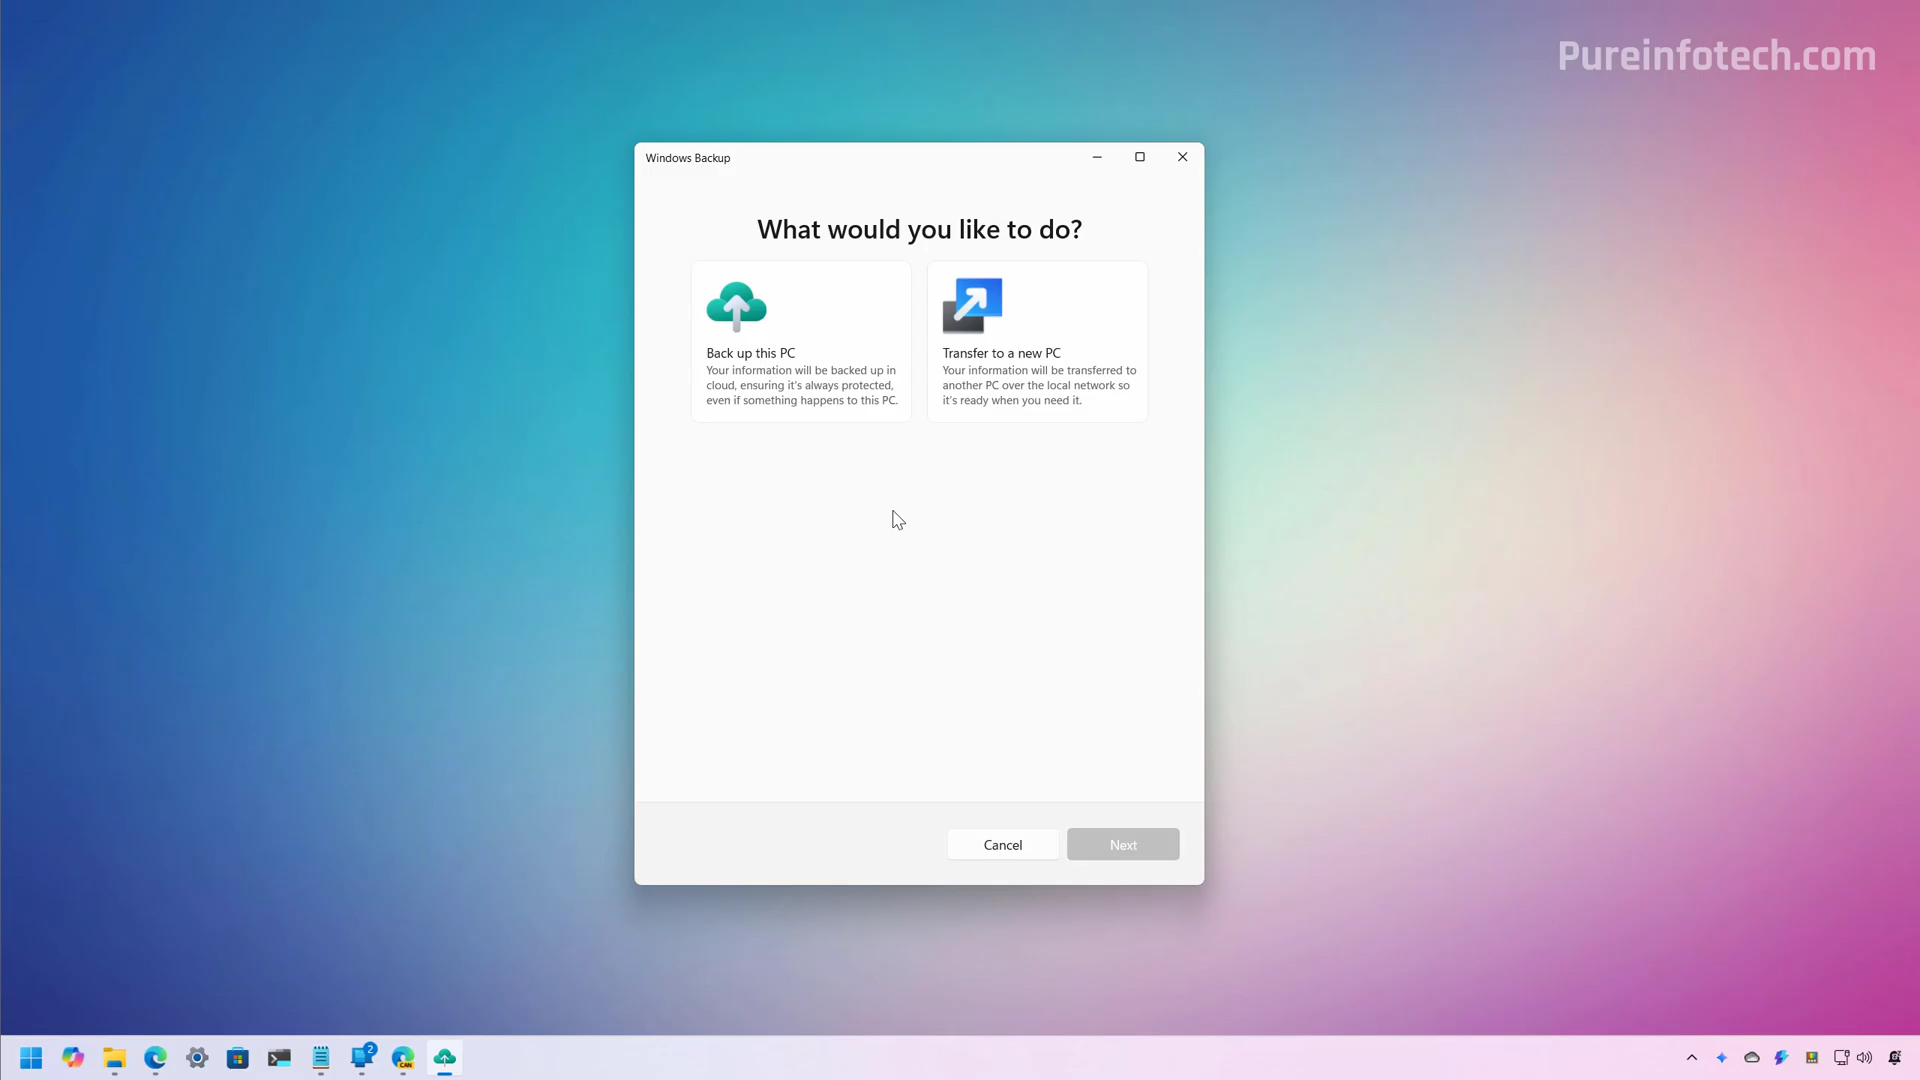 Pureinfotech.com
Windows Backup
What would you like to do?
Back up this PC
Your information will be backed up in
cloud, ensuring it's always protected,
even if something happens to this PC.
Transfer to a new PC
Your information will be transferred to
another PC over the local network so
it's ready when you need it.
Cancel
Next
2
CAN